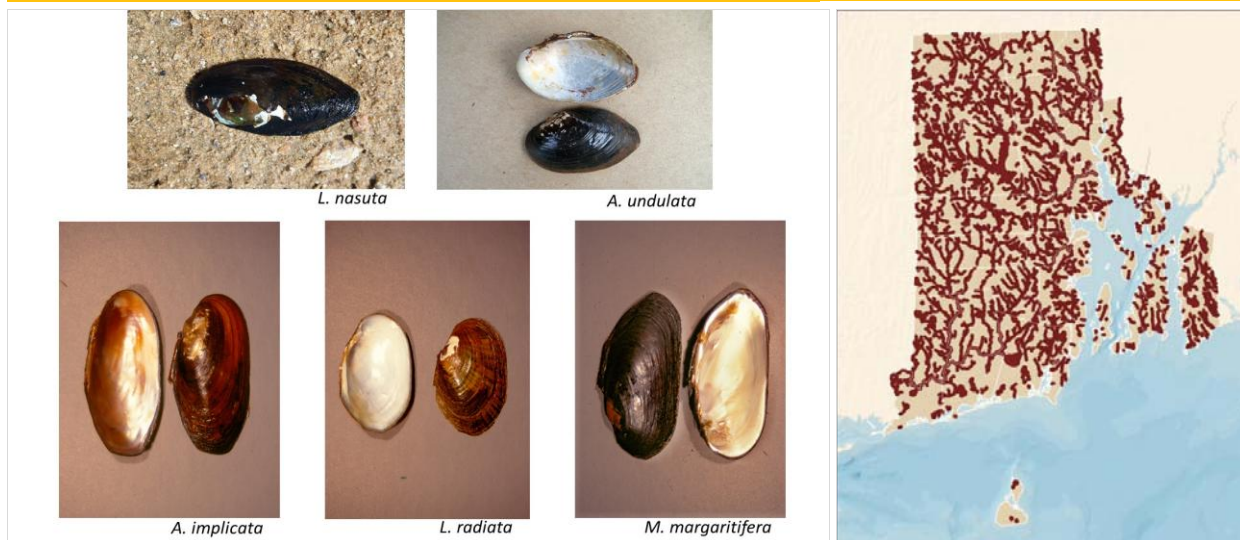 L. nasuta
A. undulata
A. implicata
L. radiata
M. margaritifera